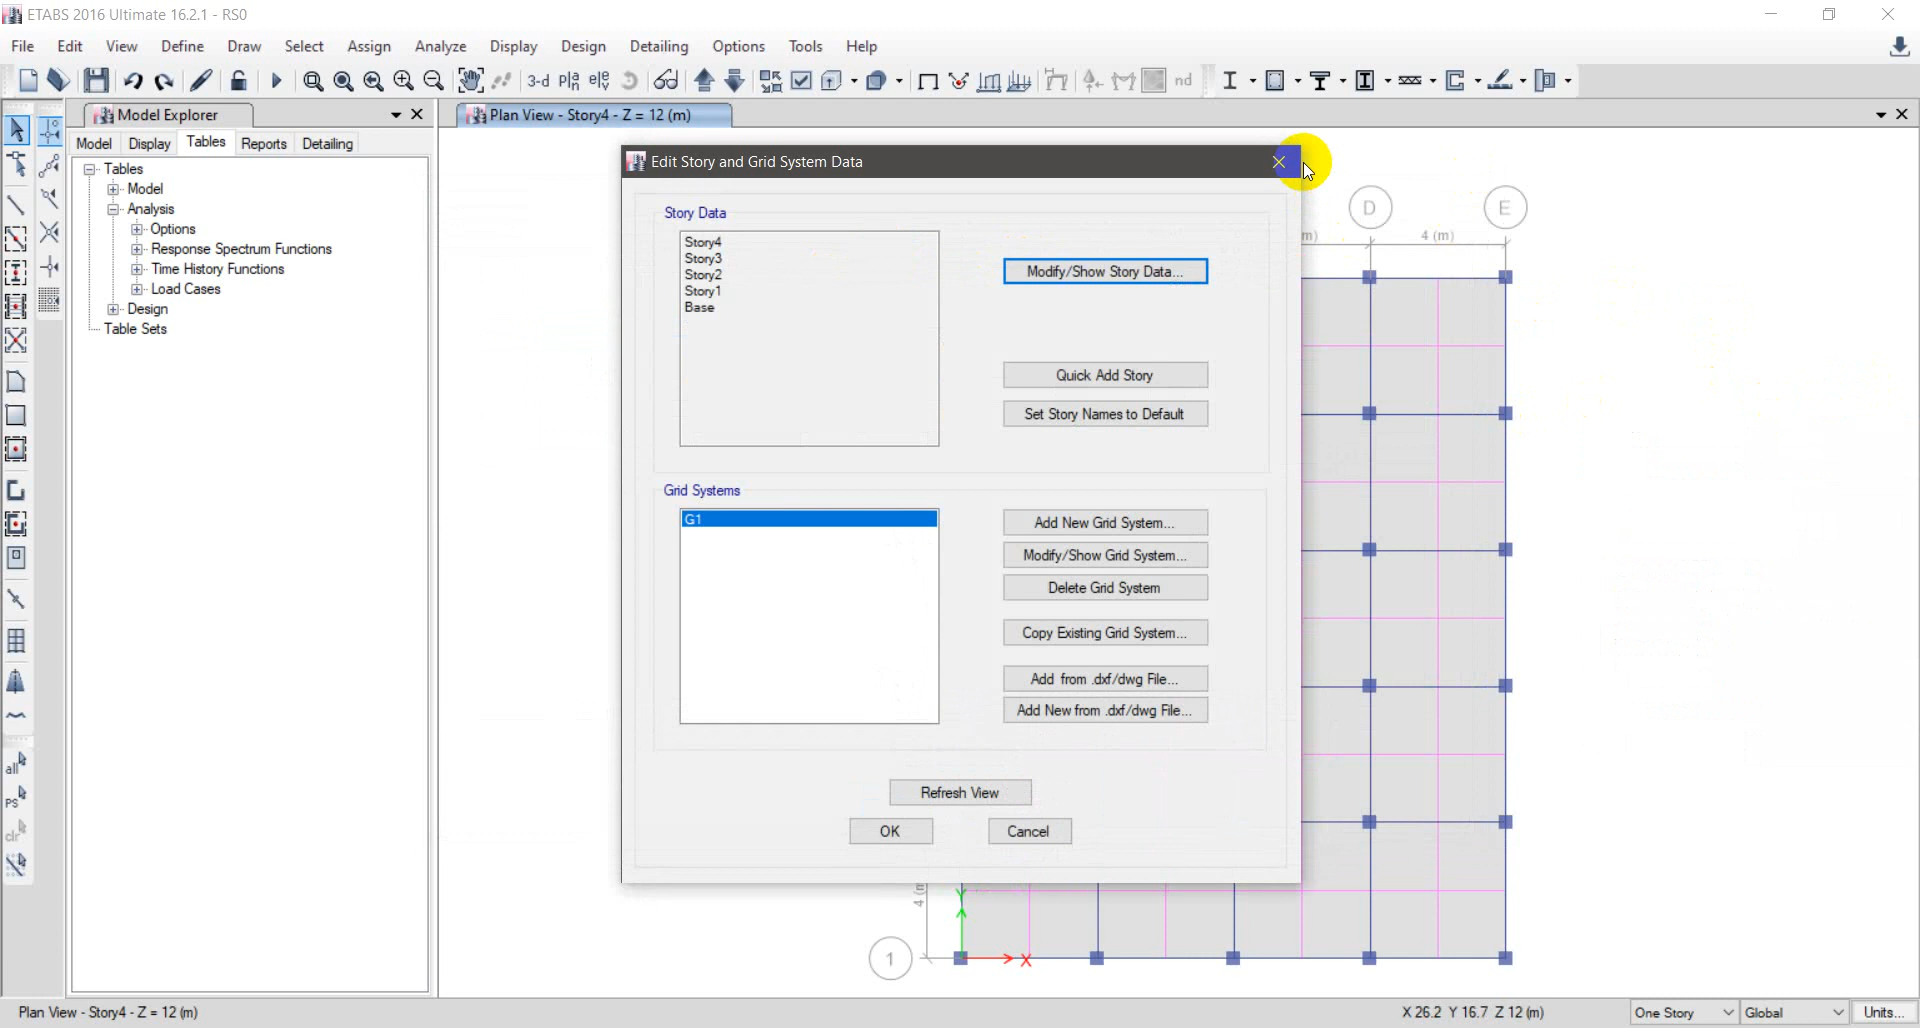 ETABS 2016 Ultimate 16.2.1 - RS0
File Edit View Define Draw Select Assign Analyze Display Design Detailing Options Tools Help
3-d pla ele nd
Model Explorer
Plan View - Story4 - Z = 12 (m)
Model Display Tables Reports Detailing
Tables
Model
Analysis
Options
Response Spectrum Functions
Time History Functions
Load Cases
Design
Table Sets
all
PS
clr
Edit Story and Grid System Data
Story Data
Story4
Story3
Story2
Story1
Base
Modify/Show Story Data...
Quick Add Story
Set Story Names to Default
Grid Systems
G1
Add New Grid System...
Modify/Show Grid System...
Delete Grid System
Copy Existing Grid System...
Add from .dxf/dwg File...
Add New from .dxf/dwg File...
Refresh View
OK Cancel
D E
m) 4 (m)
4 (m
Y
1 X
Plan View - Story4 - Z = 12 (m)
X 26.2 Y 16.7 Z 12 (m)
One Story Global Units...